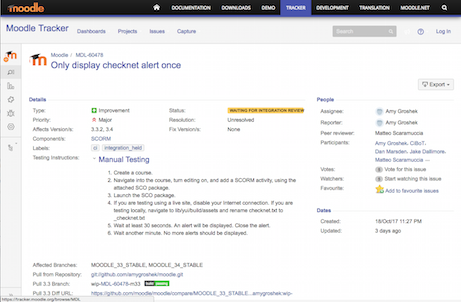 moodle
DOCUMENTATION DOWNLOADS DEMO TRACKER DEVELOPMENT TRANSLATION MOODLE.NET
Moodle Tracker Dashboards Projects Issues Capture Search Log In
Moodle / MDL-60478
Only display checknet alert once
Export
Details
Type: Improvement
Status: WAITING FOR INTEGRATION REVIEW
Priority: Major
Resolution: Unresolved
Affects Version/s: 3.3.2, 3.4
Fix Version/s: None
Component/s: SCORM
Labels: ci integration_held
Testing Instructions: Manual Testing
1. Create a course.
2. Navigate into the course, turn editing on, and add a SCORM activity, using the
attached SCO package.
3. Launch the SCO package.
4. If you are testing using a live site, disable your internet connection. If you are
testing locally, navigate to lib/yui/build/assets and rename checknet.txt to
_checknet.txt
5. Wait at least 30 seconds. An alert will be displayed. Close the alert.
6. Wait another minute. No more alerts should be displayed.
Affected Branches: MOODLE_33_STABLE, MOODLE_34_STABLE
Pull from Repository: git://github.com/amygroshek/moodle.git
Pull 3.3 Branch: wip-MDL-60478-m33 build passing
Pull 3.3 Diff URL: https://github.com/moodle/moodle/compare/MOODLE_33_STABLE...amygroshek:wip-
People
Assignee: Amy Groshek
Reporter: Amy Groshek
Peer reviewer: Matteo Scaramuccia
Participants: Amy Groshek, CiBoT,
Dan Marsden, Jake Dallimore,
Matteo Scaramuccia
Votes: Vote for this issue
Watchers: Start watching this issue
Favourite: Add to favourite issues
Dates
Created: 18/Oct/17 11:27 PM
Updated: 3 days ago
https://tracker.moodle.org/browse/MDL